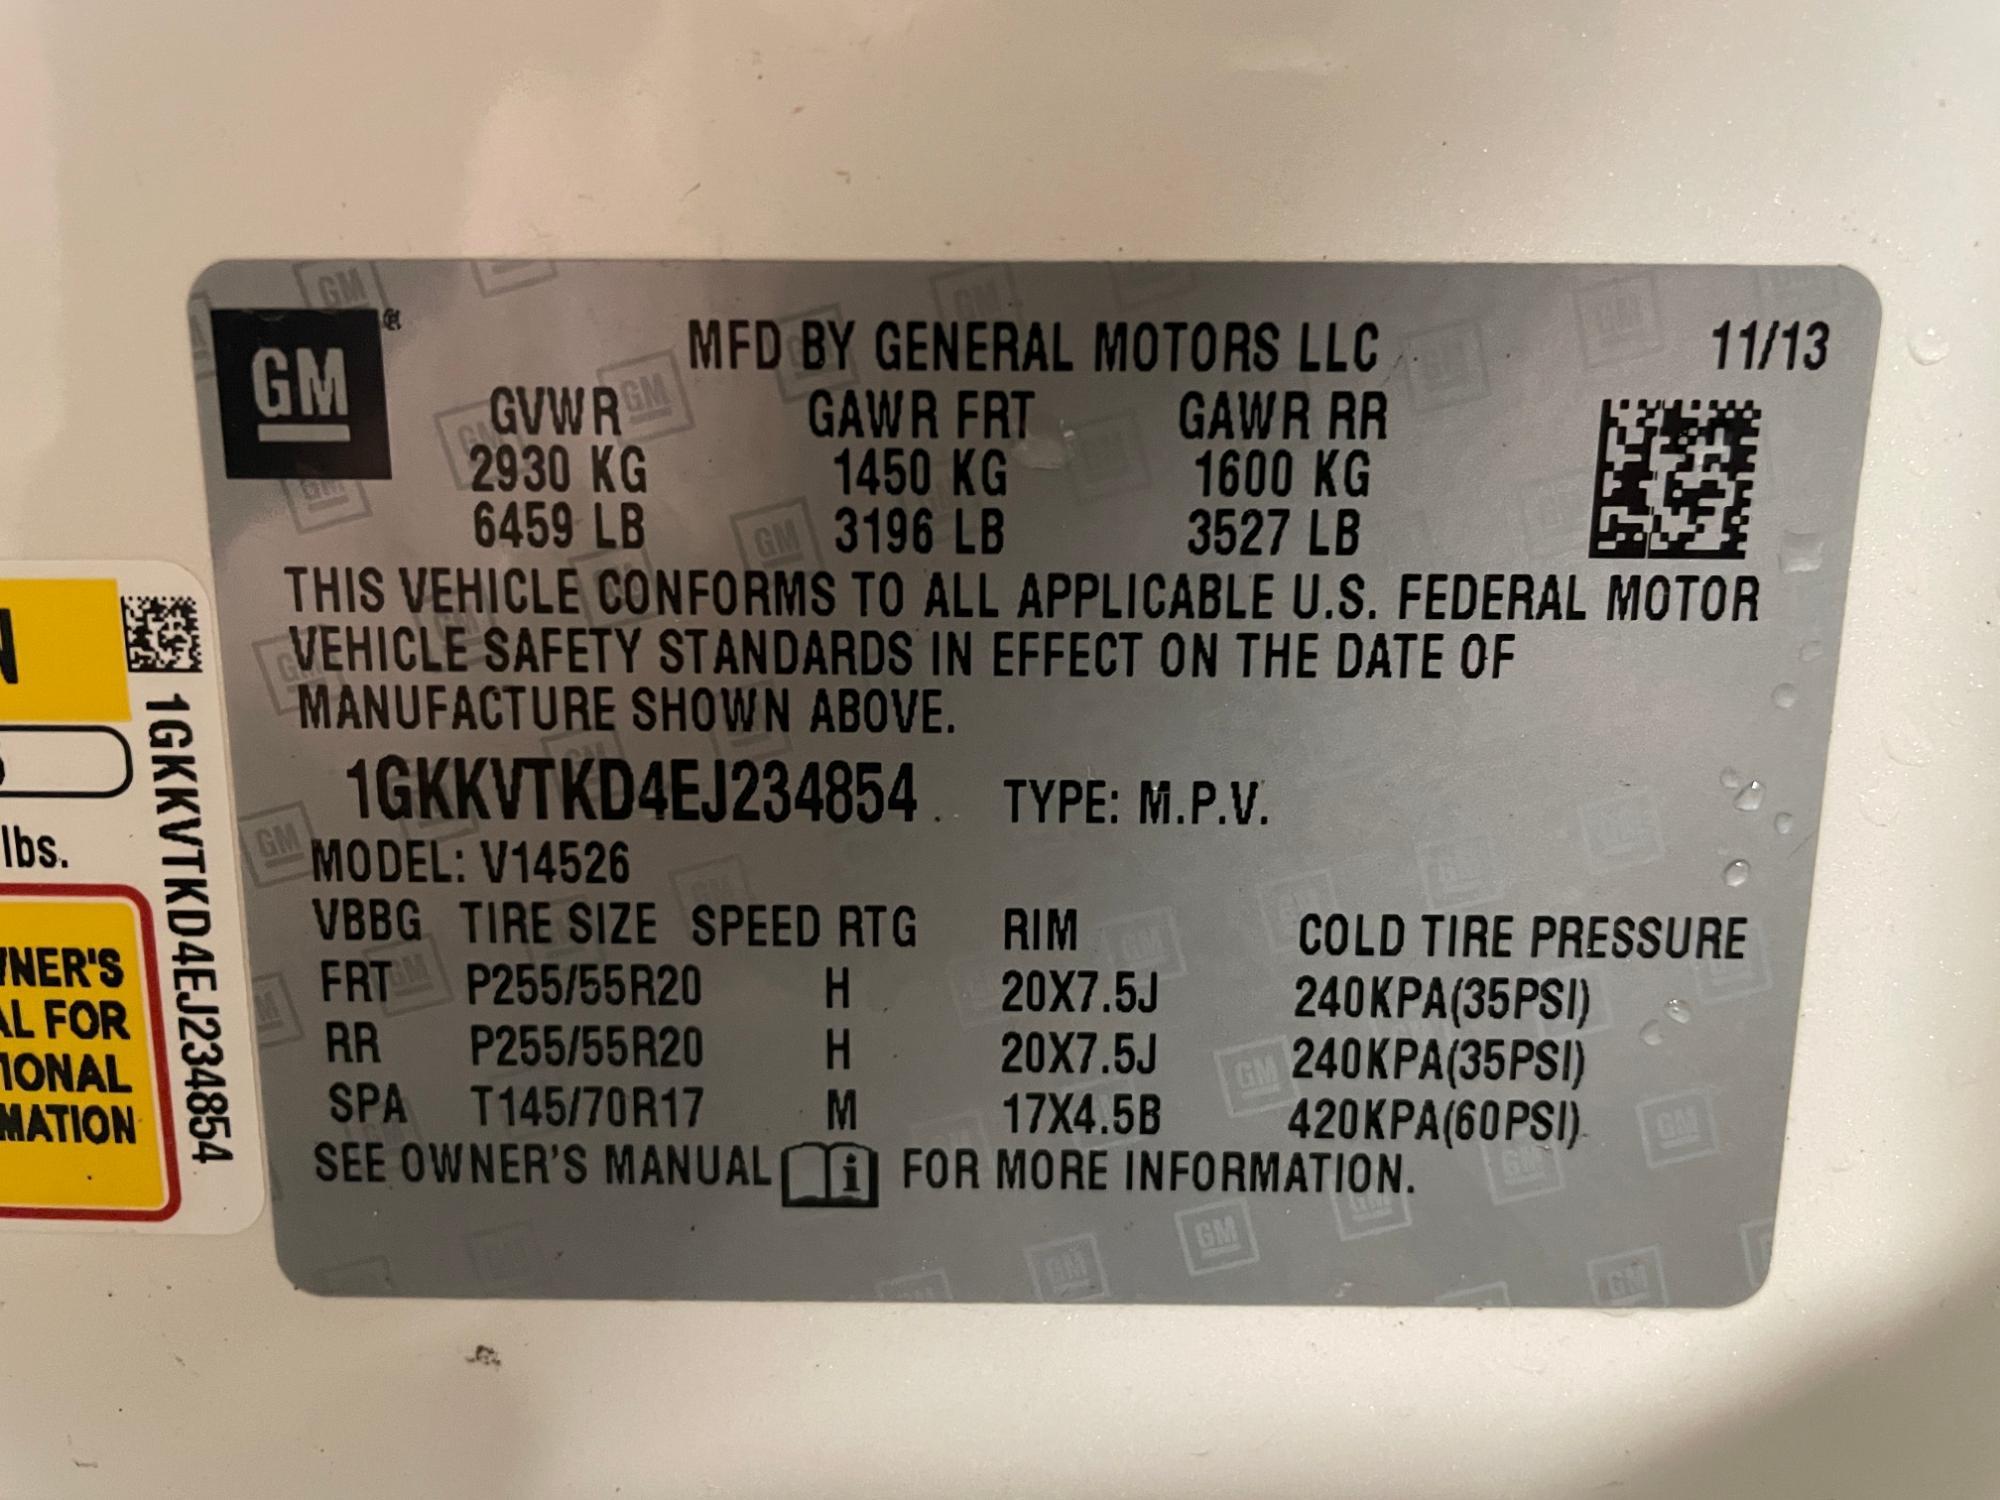 GM
MFD BY GENERAL MOTORS LLC 11/13
GVWR GAWR FRT GAWR RR
2930 KG 1450 KG 1600 KG
6459 LB 3196 LB 3527 LB
THIS VEHICLE CONFORMS TO ALL APPLICABLE U.S. FEDERAL MOTOR
VEHICLE SAFETY STANDARDS IN EFFECT ON THE DATE OF
MANUFACTURE SHOWN ABOVE.
1GKKVTKD4EJ234854 TYPE: M.P.V.
MODEL: V14526
VBBG TIRE SIZE SPEED RTG RIM COLD TIRE PRESSURE
FRT P255/55R20 H 20X7.5J 240KPA(35PSI)
RR P255/55R20 H 20X7.5J 240KPA(35PSI)
SPA T145/70R17 M 17X4.5B 420KPA(60PSI)
SEE OWNER'S MANUAL i FOR MORE INFORMATION.
1GKKVTKD4EJ234854
lbs.
WNER'S
AL FOR
IONAL
MATION